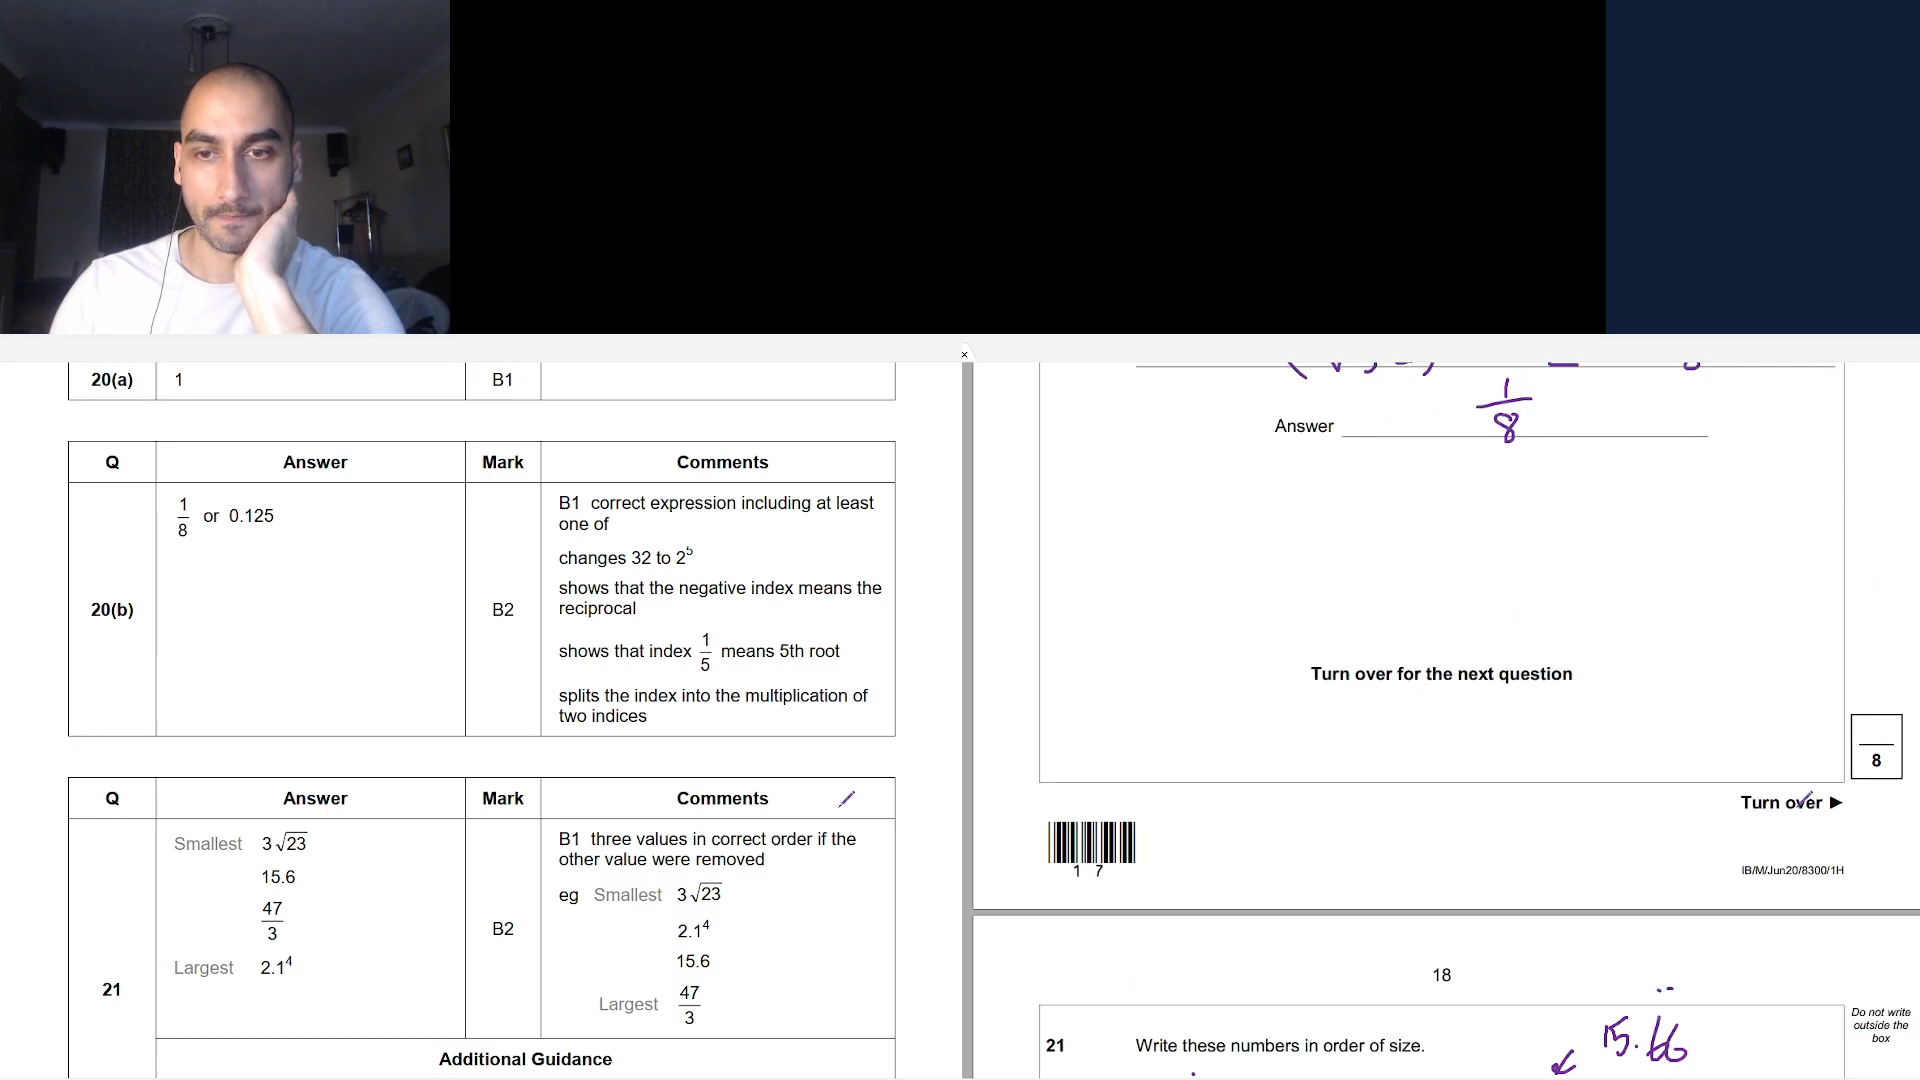 20(a) 1 B1
Q Answer Mark Comments
20(b)
1/8 or 0.125
B2
B1 correct expression including at least
one of
changes 32 to 2⁵
shows that the negative index means the
reciprocal
shows that index 1/5 means 5th root
splits the index into the multiplication of
two indices
Q Answer Mark Comments
21
Smallest 3√23
15.6
47/3
Largest 2.1⁴
B2
B1 three values in correct order if the
other value were removed
eg Smallest 3√23
2.1⁴
15.6
Largest 47/3
Additional Guidance
×
Answer 1/8
Turn over for the next question
8
Turn over ►
1 7
IB/M/Jun20/8300/1H
18
Do not write
outside the
box
21 Write these numbers in order of size.
15.66